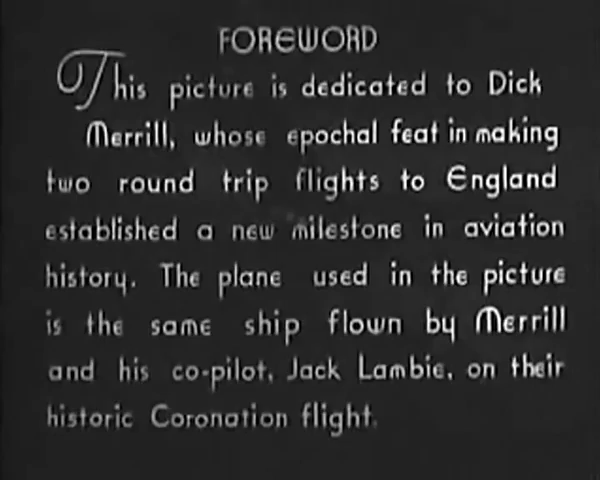 FOREWORD
This picture is dedicated to Dick
Merrill, whose epochal feat in making
two round trip flights to England
established a new milestone in aviation
history. The plane used in the picture
is the same ship flown by Merrill
and his co-pilot, Jack Lambie, on their
historic Coronation flight.